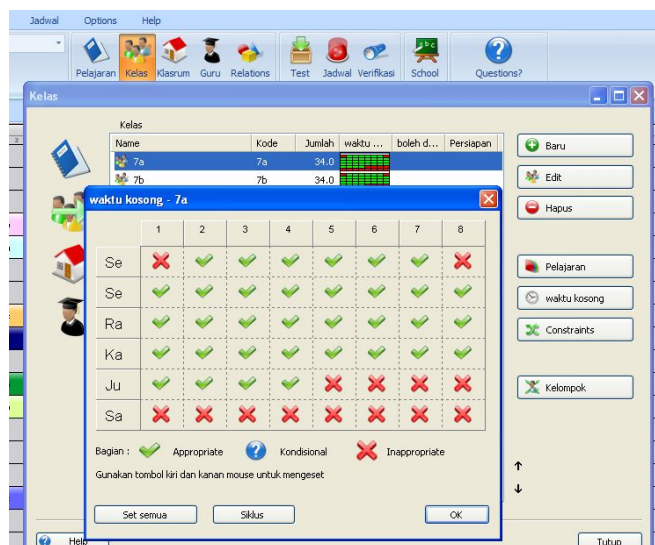 Jadwal Options Help
Pelajaran Kelas Klasrum Guru Relations Test Jadwal Verifikasi School Questions?
Kelas
Kelas
Name Kode Jumlah waktu ... boleh d... Persiapan
7a 7a 34.0
7b 7b 34.0
Baru
Edit
Hapus
Pelajaran
waktu kosong
Constraints
Kelompok
waktu kosong - 7a
1 2 3 4 5 6 7 8
Se
Se
Ra
Ka
Ju
Sa
Bagian : Appropriate Kondisional Inappropriate
Gunakan tombol kiri dan kanan mouse untuk mengeset
Set semua Siklus OK
Help Tutup